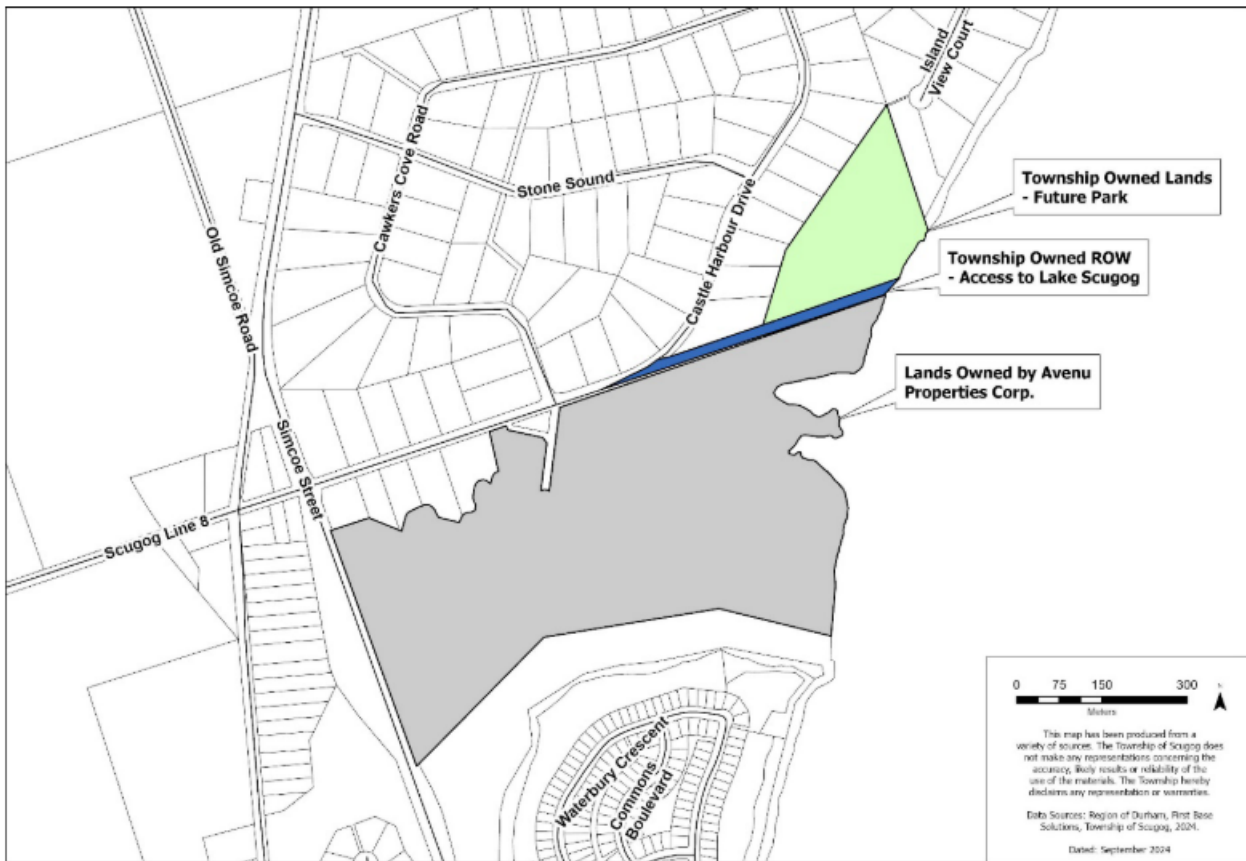 Island
View Court
Cawkers Cove Road
Stone Sound
Castle Harbour Drive
Old Simcoe Road
Simcoe Street
Scugog Line 8
Township Owned Lands
- Future Park
Township Owned ROW
- Access to Lake Scugog
Lands Owned by Avenu
Properties Corp.
Waterbury Crescent
Commons
Boulevard
0 75 150 300
Meters
N
This map has been produced from a
variety of sources. The Township of Scugog does
not make any representations concerning the
accuracy, likely results or reliability of the
use of the materials. The Township hereby
disclaims any representation or warranties.
Data Sources: Region of Durham, First Base
Solutions, Township of Scugog, 2024.
Dated: September 2024